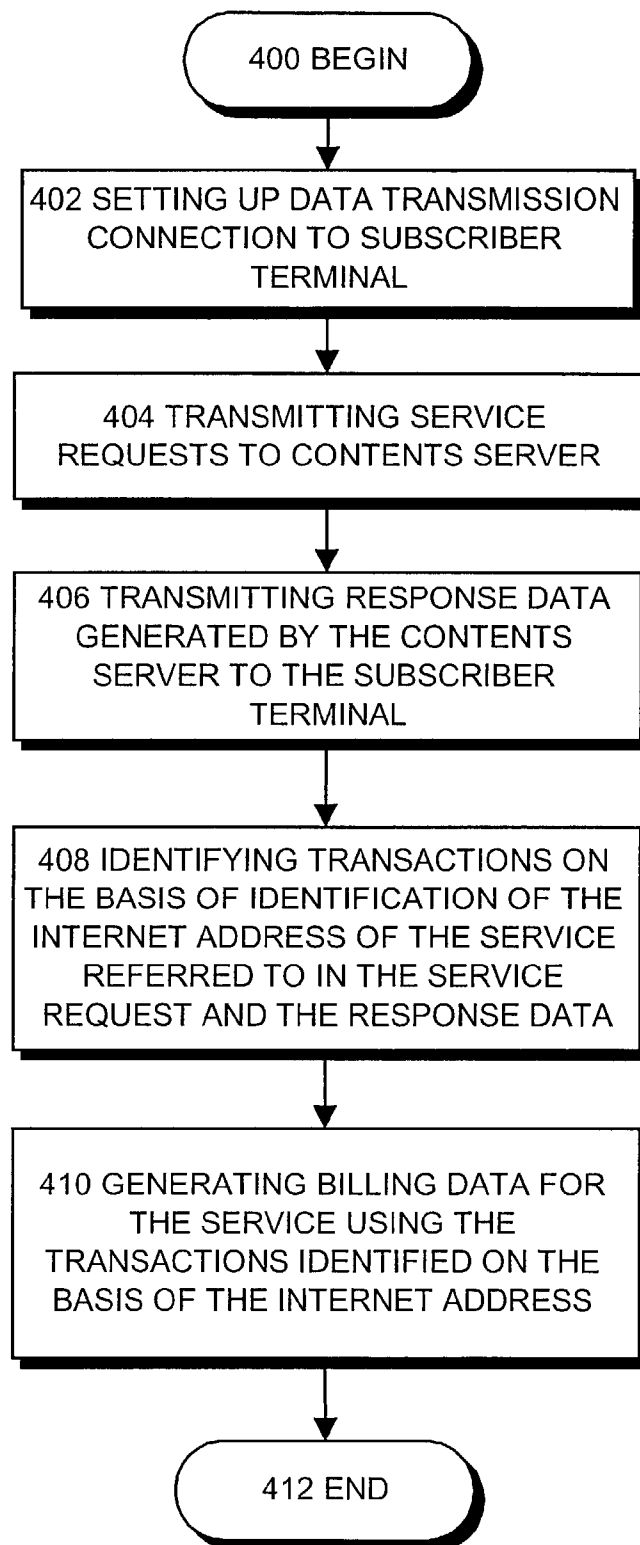 400 BEGIN
402 SETTING UP DATA TRANSMISSION
CONNECTION TO SUBSCRIBER
TERMINAL
404 TRANSMITTING SERVICE
REQUESTS TO CONTENTS SERVER
406 TRANSMITTING RESPONSE DATA
GENERATED BY THE CONTENTS
SERVER TO THE SUBSCRIBER
TERMINAL
408 IDENTIFYING TRANSACTIONS ON
THE BASIS OF IDENTIFICATION OF THE
INTERNET ADDRESS OF THE SERVICE
REFERRED TO IN THE SERVICE
REQUEST AND THE RESPONSE DATA
410 GENERATING BILLING DATA FOR
THE SERVICE USING THE
TRANSACTIONS IDENTIFIED ON THE
BASIS OF THE INTERNET ADDRESS
412 END